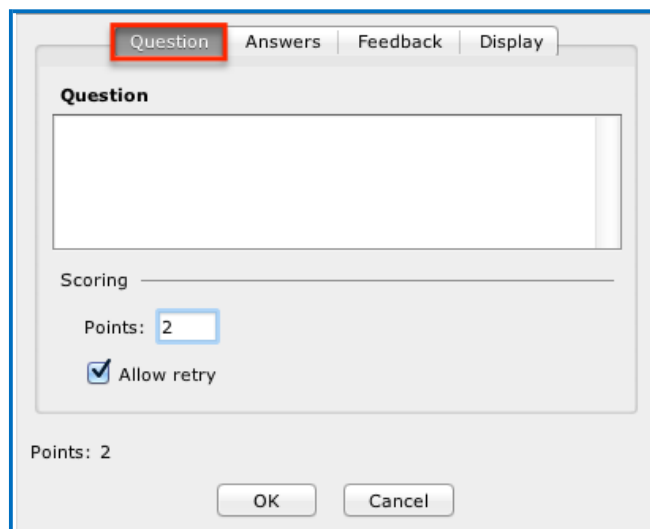 Question Answers Feedback Display
Question
Scoring
Points: 2
Allow retry
Points: 2
OK Cancel